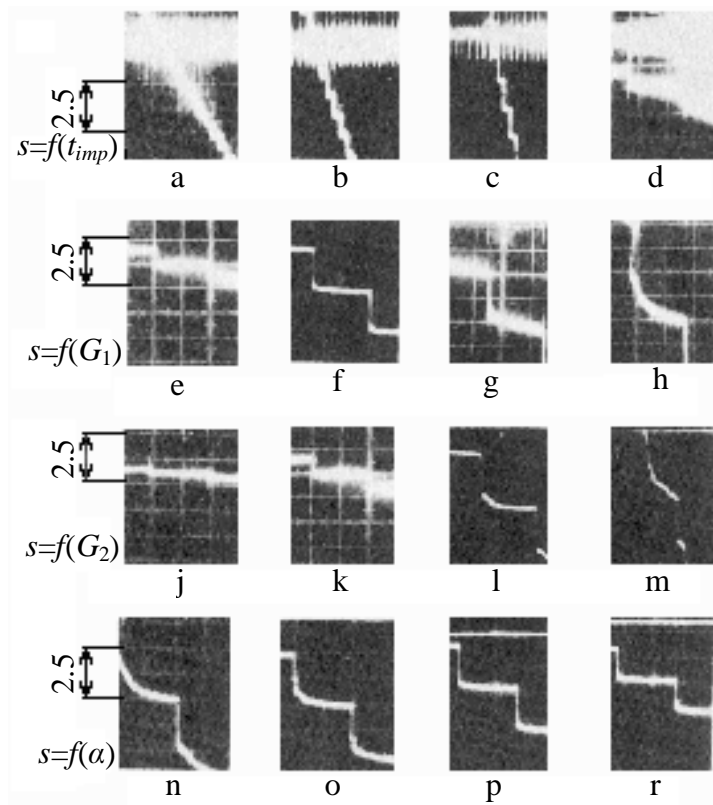 2.5
s=f(t_imp)
a b c d
2.5
s=f(G_1)
e f g h
2.5
s=f(G_2)
j k l m
2.5
s=f(α)
n o p r